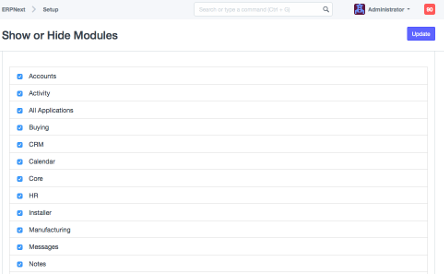 ERPNext > Setup
Search or type a command (Ctrl + G)
Administrator
90
Show or Hide Modules
Update
Accounts
Activity
All Applications
Buying
CRM
Calendar
Core
HR
Installer
Manufacturing
Messages
Notes